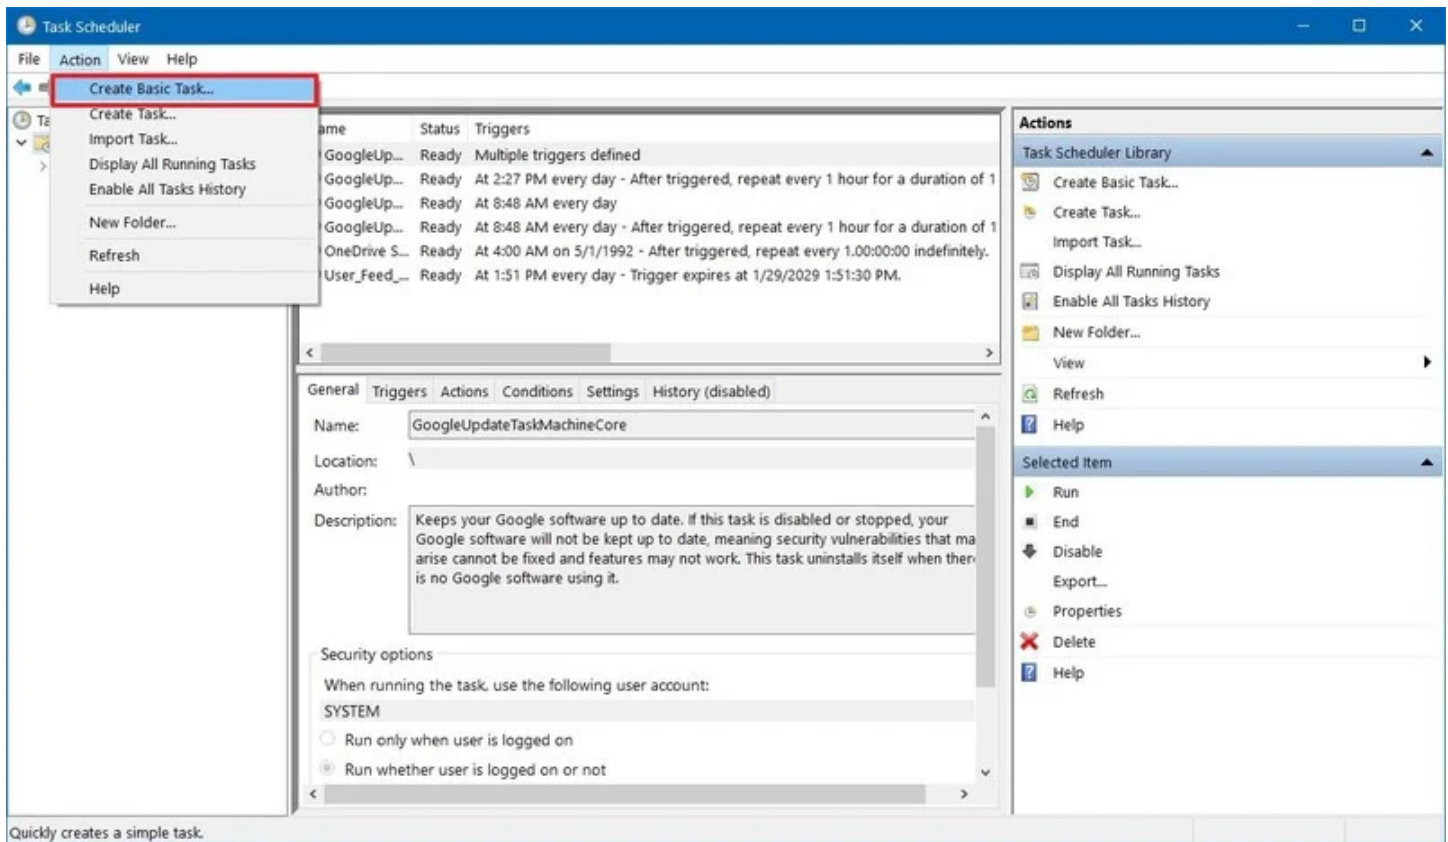 Task Scheduler
File Action View Help
Create Basic Task...
Create Task...
Import Task...
Display All Running Tasks
Enable All Tasks History
New Folder...
Refresh
Help
Ta
ame Status Triggers
GoogleUp... Ready Multiple triggers defined
GoogleUp... Ready At 2:27 PM every day - After triggered, repeat every 1 hour for a duration of 1
GoogleUp... Ready At 8:48 AM every day
GoogleUp... Ready At 8:48 AM every day - After triggered, repeat every 1 hour for a duration of 1
OneDrive S... Ready At 4:00 AM on 5/1/1992 - After triggered, repeat every 1.00:00:00 indefinitely.
User_Feed_... Ready At 1:51 PM every day - Trigger expires at 1/29/2029 1:51:30 PM.
General Triggers Actions Conditions Settings History (disabled)
Name: GoogleUpdateTaskMachineCore
Location: \
Author:
Description: Keeps your Google software up to date. If this task is disabled or stopped, your
Google software will not be kept up to date, meaning security vulnerabilities that ma
arise cannot be fixed and features may not work. This task uninstalls itself when ther
is no Google software using it.
Security options
When running the task, use the following user account:
SYSTEM
Run only when user is logged on
Run whether user is logged on or not
Actions
Task Scheduler Library
Create Basic Task...
Create Task...
Import Task...
Display All Running Tasks
Enable All Tasks History
New Folder...
View
Refresh
Help
Selected Item
Run
End
Disable
Export...
Properties
Delete
Help
Quickly creates a simple task.